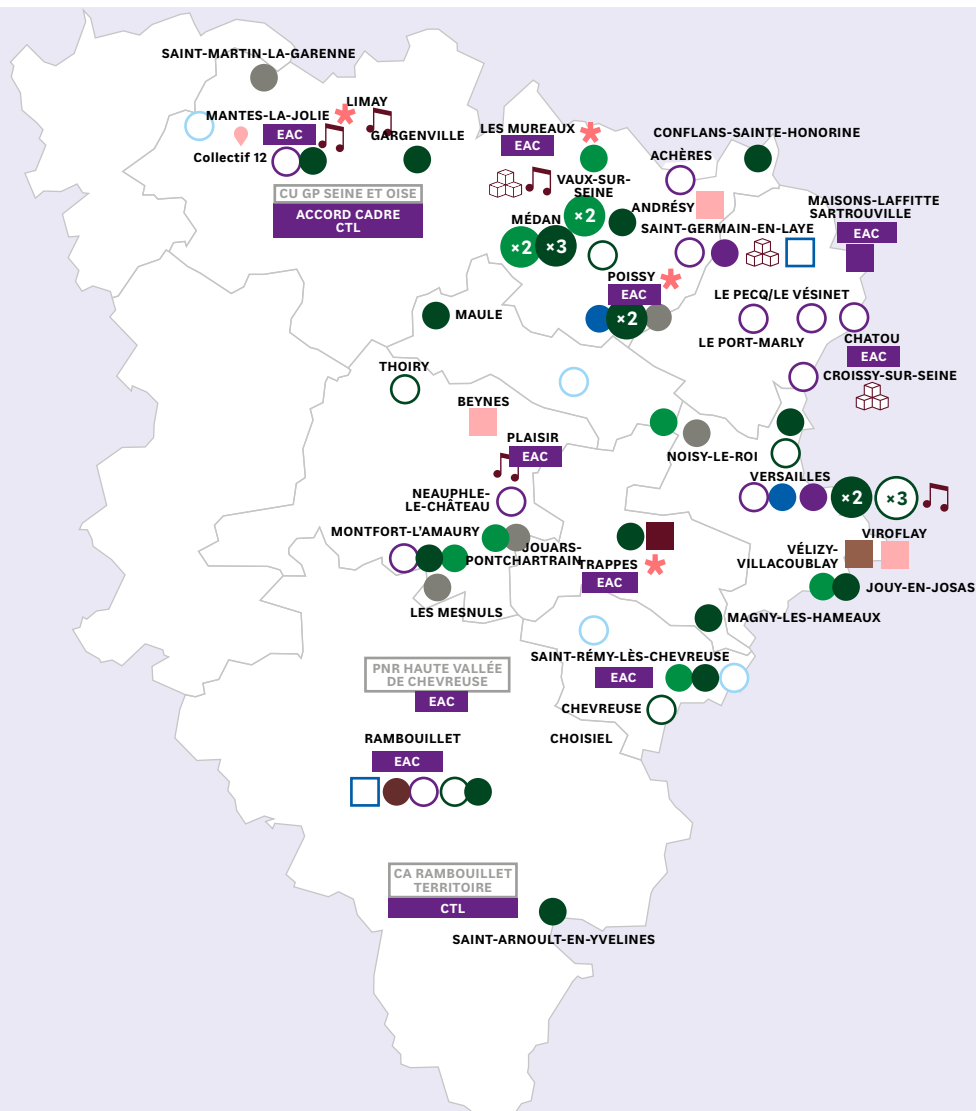 SAINT-MARTIN-LA-GARENNE
LIMAY
MANTES-LA-JOLIE
EAC
GARGENVILLE
Collectif 12
CU GP SEINE ET OISE
ACCORD CADRE
CTL
LES MUREAUX
EAC
CONFLANS-SAINTE-HONORINE
ACHÈRES
VAUX-SUR-
SEINE
×2
ANDRÉSY
MAISONS-LAFFITTE
SARTROUVILLE
EAC
MÉDAN
×2
×3
SAINT-GERMAIN-EN-LAYE
POISSY
EAC
×2
LE PECQ/LE VÉSINET
LE PORT-MARLY
CHATOU
EAC
CROISSY-SUR-SEINE
MAULE
THOIRY
BEYNES
PLAISIR
EAC
NOISY-LE-ROI
VERSAILLES
×2
×3
NEAUPHLE-
LE-CHÂTEAU
MONTFORT-L'AMAURY
JOUARS-
PONTCHARTRAIN
TRAPPES
EAC
VIROFLAY
VÉLIZY-
VILLACOUBLAY
JOUY-EN-JOSAS
LES MESNULS
MAGNY-LES-HAMEAUX
SAINT-RÉMY-LÈS-CHEVREUSE
EAC
PNR HAUTE VALLÉE
DE CHEVREUSE
EAC
CHEVREUSE
CHOISIEL
RAMBOUILLET
EAC
CA RAMBOUILLET
TERRITOIRE
CTL
SAINT-ARNOULT-EN-YVELINES